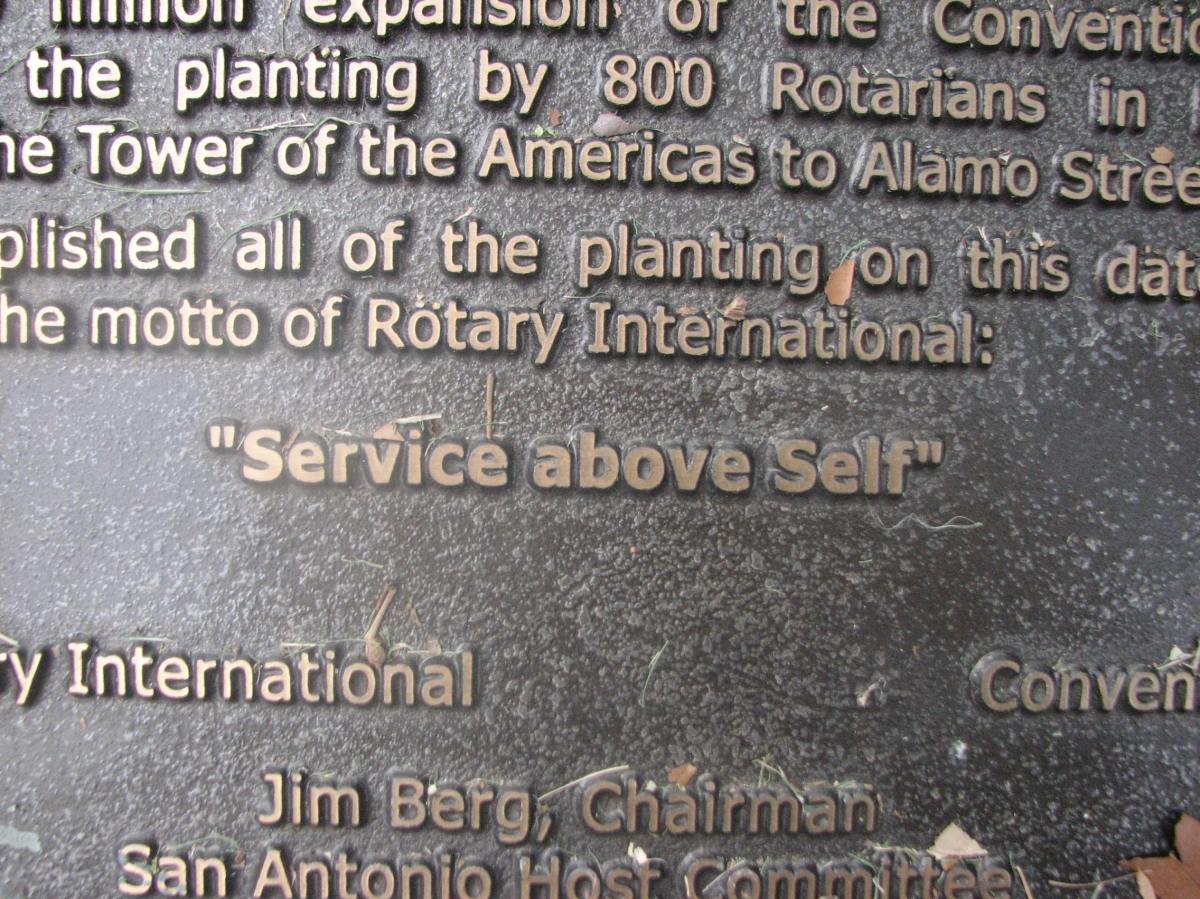 million expansion of the Conventio
the planting by 800 Rotarians in
he Tower of the Americas to Alamo Stree
plished all of the planting on this dat
he motto of Rotary International:
"Service above Self"
ry International Conven
Jim Berg, Chairman
San Antonio Host Committee